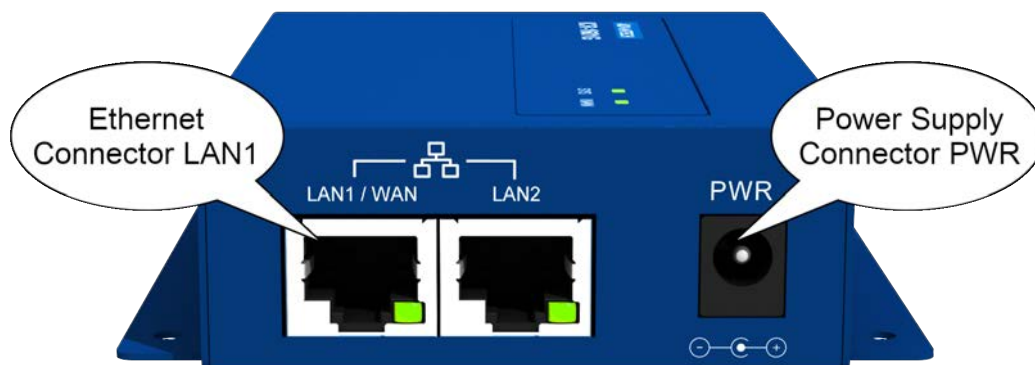 Ethernet
Connector LAN1
Power Supply
Connector PWR
LAN1 / WAN
LAN2
PWR